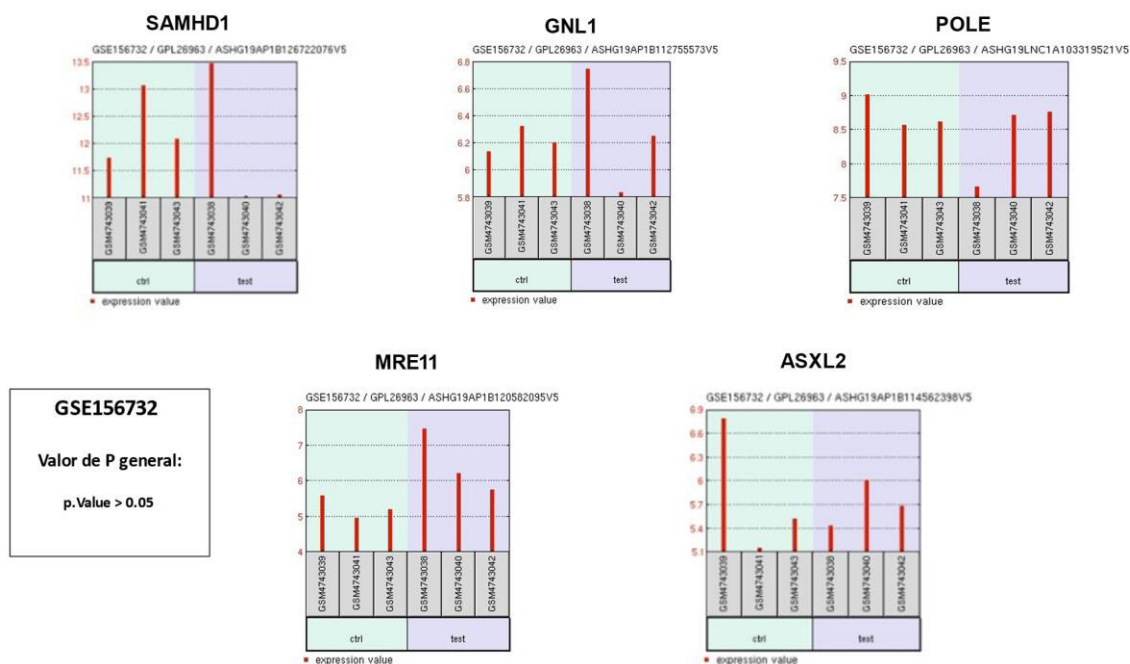 SAMHD1
GSE156732 / GPL26963 / ASHG19AP1B126722076V5
13.5
13
12.5
12
11.5
11
GSM4743039
GSM4743041
GSM4743043
GSM4743038
GSM4743040
GSM4743042
ctrl
test
expression value
GNL1
GSE156732 / GPL26963 / ASHG19AP1B112755573V5
6.8
6.6
6.4
6.2
6
5.8
GSM4743039
GSM4743041
GSM4743043
GSM4743038
GSM4743040
GSM4743042
ctrl
test
expression value
POLE
GSE156732 / GPL26963 / ASHG19LNC1A103319521V5
9.5
9
8.5
8
7.5
GSM4743039
GSM4743041
GSM4743043
GSM4743038
GSM4743040
GSM4743042
ctrl
test
expression value
GSE156732
Valor de P general:
p.Value > 0.05
MRE11
GSE156732 / GPL26963 / ASHG19AP1B120582095V5
8
7
6
5
4
GSM4743039
GSM4743041
GSM4743043
GSM4743038
GSM4743040
GSM4743042
ctrl
test
expression value
ASXL2
GSE156732 / GPL26963 / ASHG19AP1B114562398V5
6.9
6.6
6.3
6
5.7
5.4
5.1
GSM4743039
GSM4743041
GSM4743043
GSM4743038
GSM4743040
GSM4743042
ctrl
test
expression value